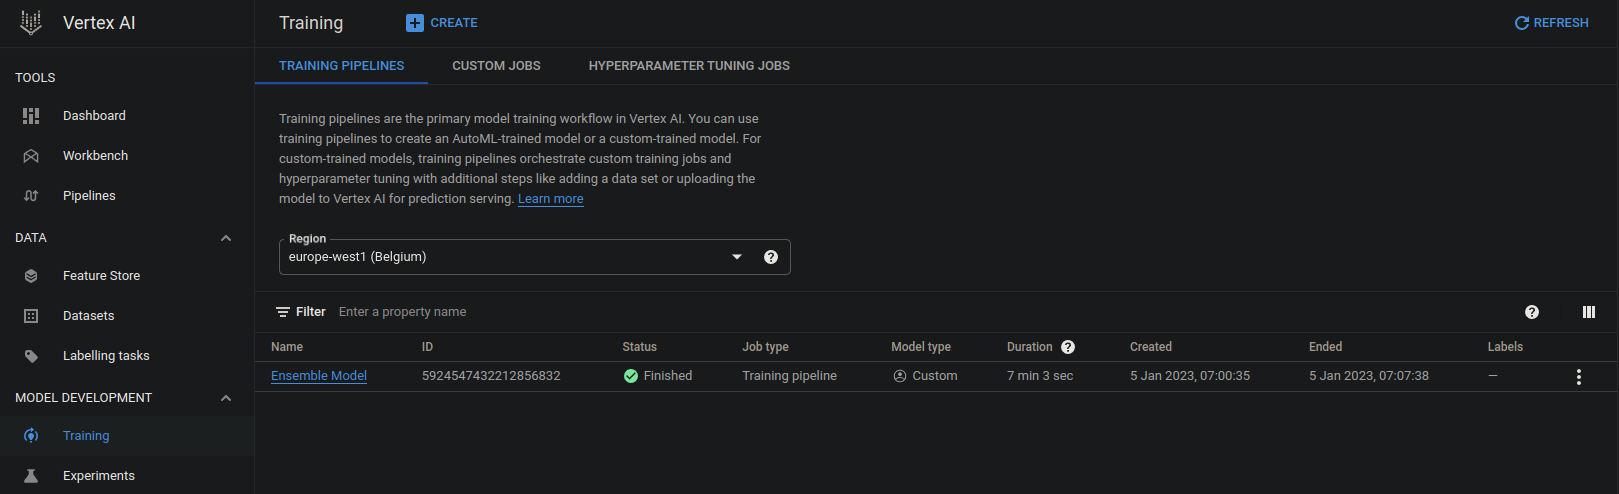 Vertex AI
Training
CREATE
REFRESH
TOOLS
Dashboard
Workbench
Pipelines
DATA
Feature Store
Datasets
Labelling tasks
MODEL DEVELOPMENT
Training
Experiments
TRAINING PIPELINES CUSTOM JOBS HYPERPARAMETER TUNING JOBS
Training pipelines are the primary model training workflow in Vertex AI. You can use
training pipelines to create an AutoML-trained model or a custom-trained model. For
custom-trained models, training pipelines orchestrate custom training jobs and
hyperparameter tuning with additional steps like adding a data set or uploading the
model to Vertex AI for prediction serving. Learn more
Region
europe-west1 (Belgium)
Filter Enter a property name
Name ID Status Job type Model type Duration Created Ended Labels
Ensemble Model 5924547432212856832 Finished Training pipeline Custom 7 min 3 sec 5 Jan 2023, 07:00:35 5 Jan 2023, 07:07:38 —